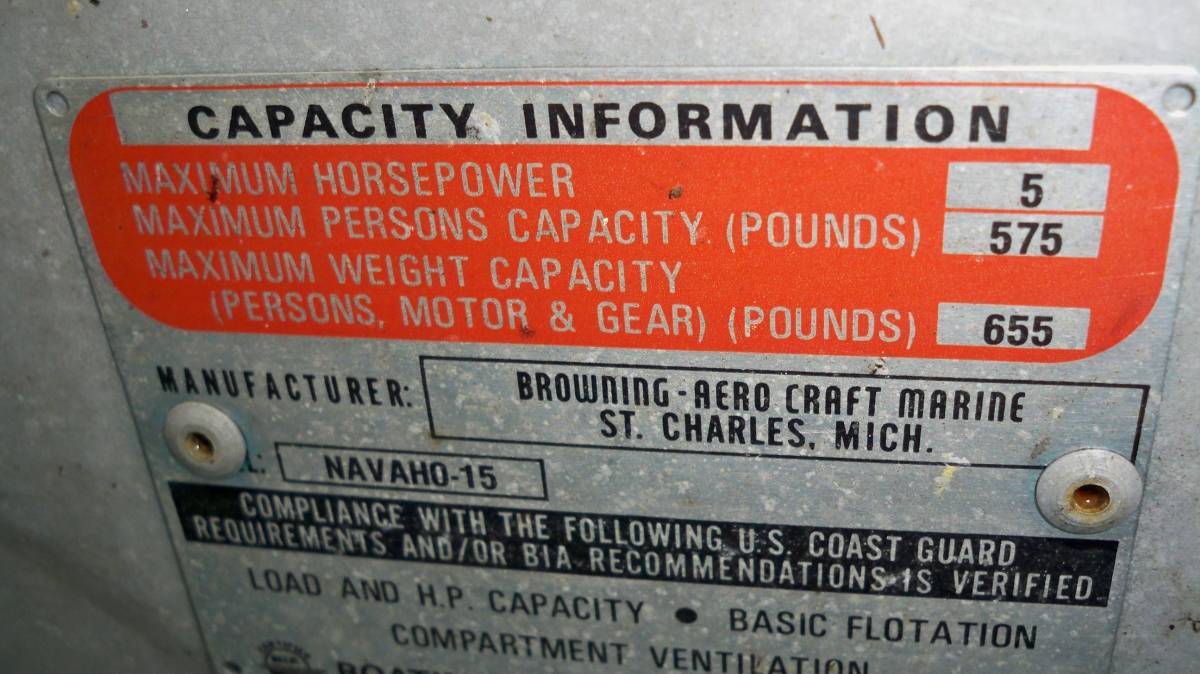 CAPACITY INFORMATION
MAXIMUM HORSEPOWER 5
MAXIMUM PERSONS CAPACITY (POUNDS) 575
MAXIMUM WEIGHT CAPACITY
(PERSONS, MOTOR & GEAR) (POUNDS) 655
MANUFACTURER: BROWNING-AERO CRAFT MARINE
ST. CHARLES, MICH.
L: NAVAHO-15
COMPLIANCE WITH THE FOLLOWING U.S. COAST GUARD
REQUIREMENTS AND/OR BIA RECOMMENDATIONS IS VERIFIED
LOAD AND H.P. CAPACITY ● BASIC FLOTATION
COMPARTMENT VENTILATION